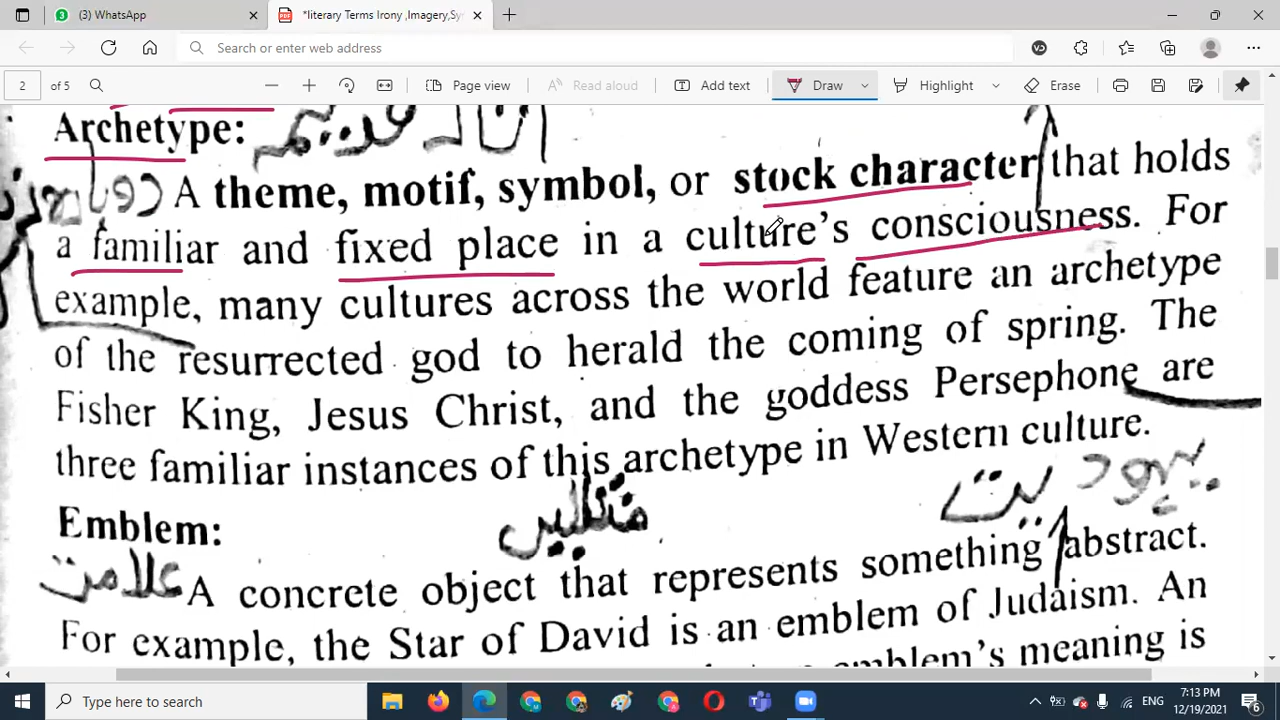 (3) WhatsApp
*literary Terms Irony ,Imagery,Sy
Search or enter web address
2 of 5
Page view
Read aloud
Add text
Draw
Highlight
Erase
Archetype:
A theme, motif, symbol, or stock character that holds
a familiar and fixed place in a culture's consciousness. For
example, many cultures across the world feature an archetype
of the resurrected god to herald the coming of spring. The
Fisher King, Jesus Christ, and the goddess Persephone are
three familiar instances of this archetype in Western culture.
یہودیت
مثالیں
Emblem:
علامت
A concrete object that represents something abstract.
For example, the Star of David is an emblem of Judaism. An
emblem's meaning is
Type here to search
ENG
7:13 PM
12/19/2021
6